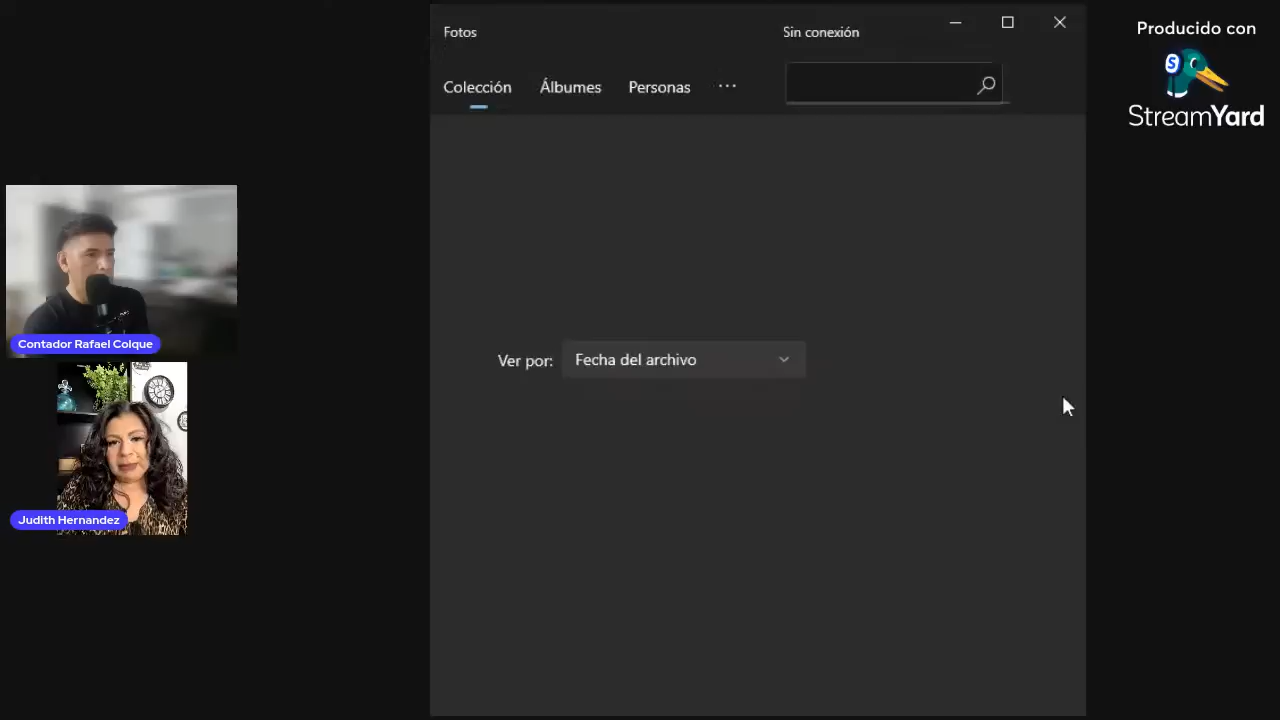 Fotos
Sin conexión
Colección Álbumes Personas ...
Ver por: Fecha del archivo
Producido con
S
StreamYard
Contador Rafael Colque
Judith Hernandez